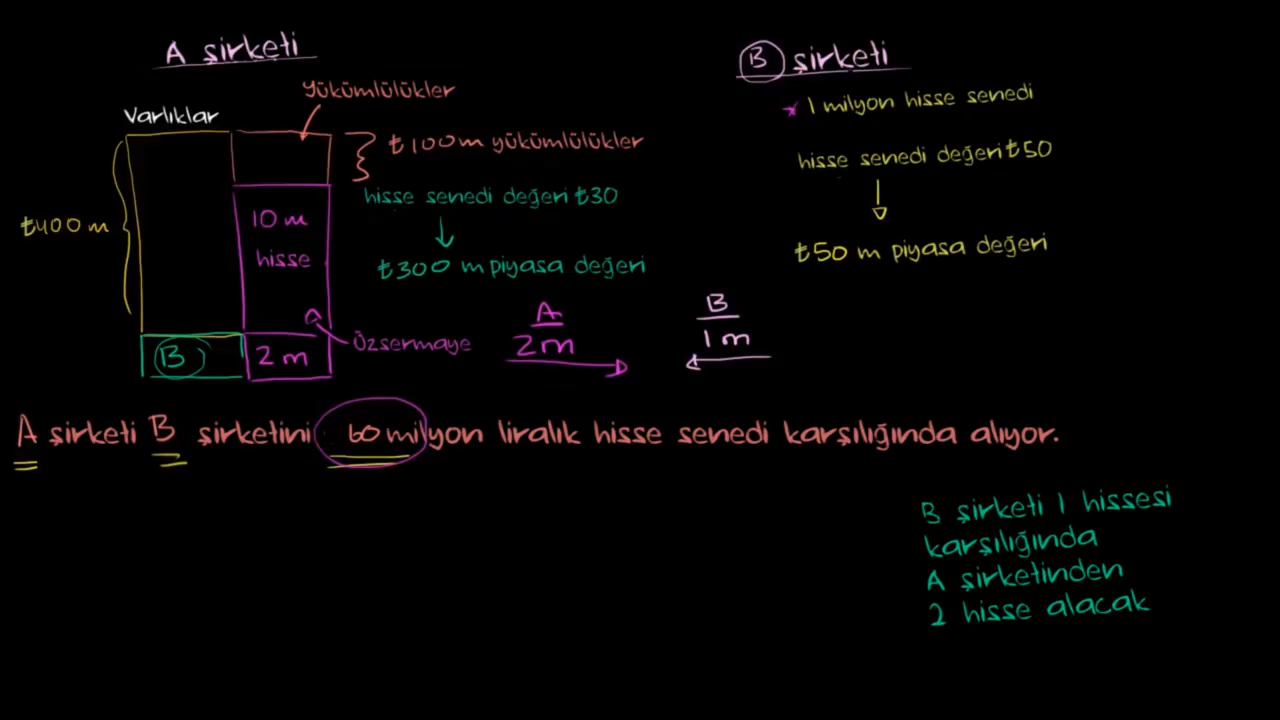 A şirketi
Yükümlülükler
Varlıklar
₺100m yükümlülükler
₺400 m
10 m
hisse
hisse senedi değeri ₺30
₺300 m piyasa değeri
Özsermaye
B
2 m
A
2m
B
1 m
B şirketi
1 milyon hisse senedi
hisse senedi değeri ₺50
₺50 m piyasa değeri
A şirketi B şirketini 60 milyon liralık hisse senedi karşılığında alıyor.
B şirketi 1 hissesi
karşılığında
A şirketinden
2 hisse alacak